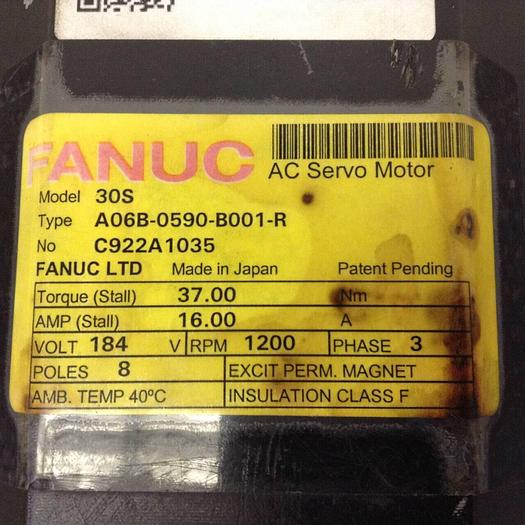 FANUC
AC Servo Motor
Model 30S
Type A06B-0590-B001-R
No C922A1035
FANUC LTD Made in Japan Patent Pending
Torque (Stall) 37.00 Nm
AMP (Stall) 16.00 A
VOLT 184 V RPM 1200 PHASE 3
POLES 8 EXCIT PERM. MAGNET
AMB. TEMP 40ºC INSULATION CLASS F